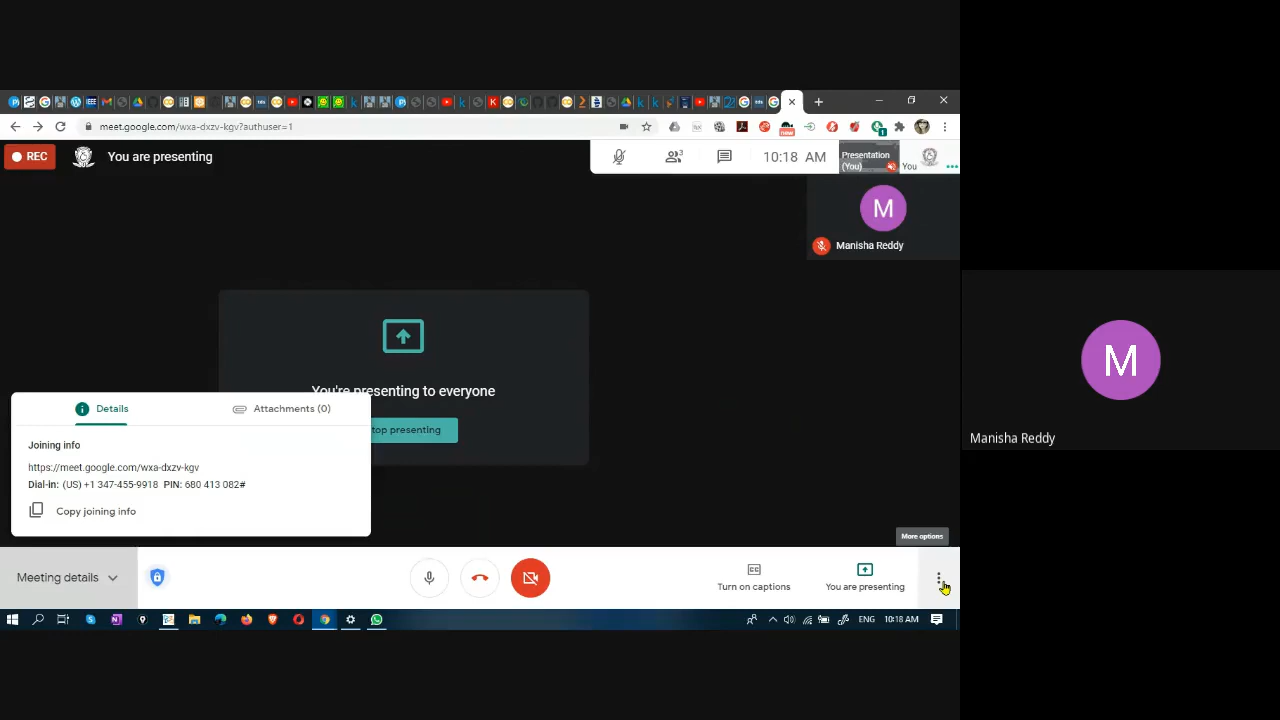 meet.google.com/wxa-dxzv-kgv?authuser=1
REC
You are presenting
3
10:18 AM
Presentation
(You)
You
M
Manisha Reddy
You're presenting to everyone
top presenting
Details
Attachments (0)
Joining info
https://meet.google.com/wxa-dxzv-kgv
Dial-in: (US) +1 347-455-9918 PIN: 680 413 082#
Copy joining info
More options
Meeting details
Turn on captions
You are presenting
ENG
10:18 AM
M
Manisha Reddy